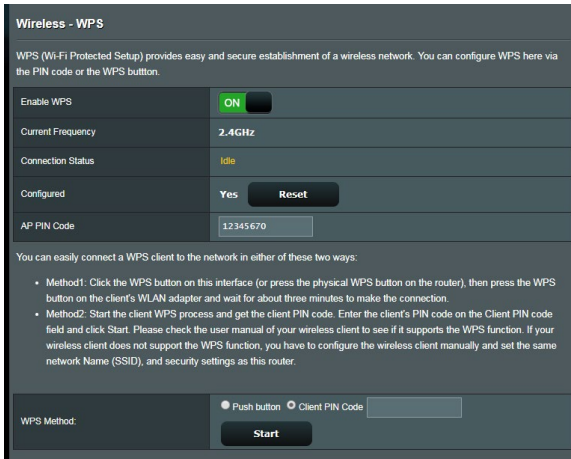 Wireless - WPS
WPS (Wi-Fi Protected Setup) provides easy and secure establishment of a wireless network. You can configure WPS here via
the PIN code or the WPS buttton.
Enable WPS
ON
Current Frequency
2.4GHz
Connection Status
Idle
Configured
Yes Reset
AP PIN Code
12345670
You can easily connect a WPS client to the network in either of these two ways:
• Method1: Click the WPS button on this interface (or press the physical WPS button on the router), then press the WPS
button on the client's WLAN adapter and wait for about three minutes to make the connection.
• Method2: Start the client WPS process and get the client PIN code. Enter the client's PIN code on the Client PIN code
field and click Start. Please check the user manual of your wireless client to see if it supports the WPS function. If your
wireless client does not support the WPS function, you have to configure the wireless client manually and set the same
network Name (SSID), and security settings as this router.
WPS Method:
Push button Client PIN Code
Start